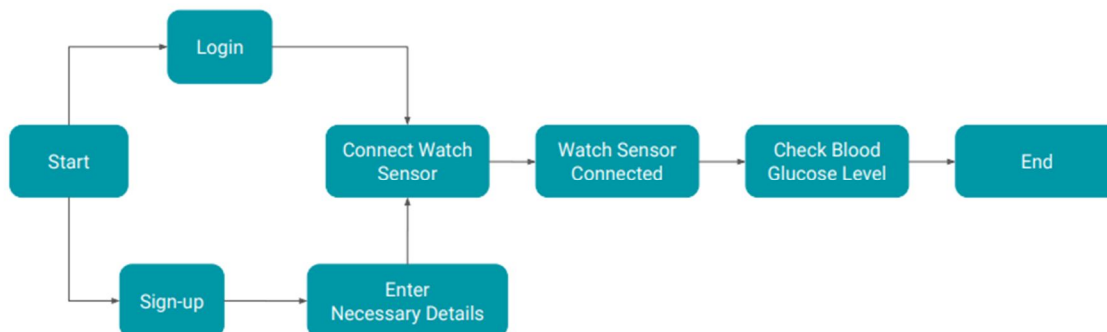 Login
Start
Connect Watch
Sensor
Watch Sensor
Connected
Check Blood
Glucose Level
End
Sign-up
Enter
Necessary Details